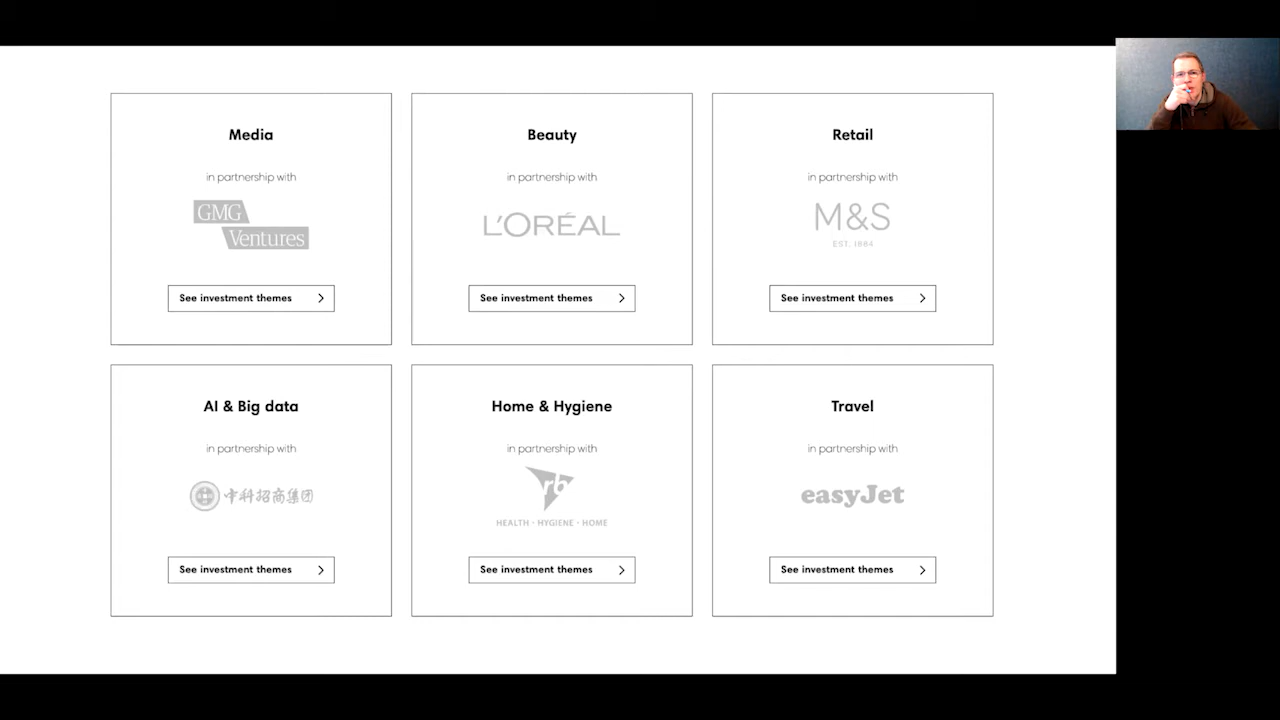 Media
in partnership with
GMG
Ventures
See investment themes
Beauty
in partnership with
L'ORÉAL
See investment themes
Retail
in partnership with
M&S
EST. 1884
See investment themes
AI & Big data
in partnership with
中科招商集团
See investment themes
Home & Hygiene
in partnership with
rb
HEALTH · HYGIENE · HOME
See investment themes
Travel
in partnership with
easyJet
See investment themes